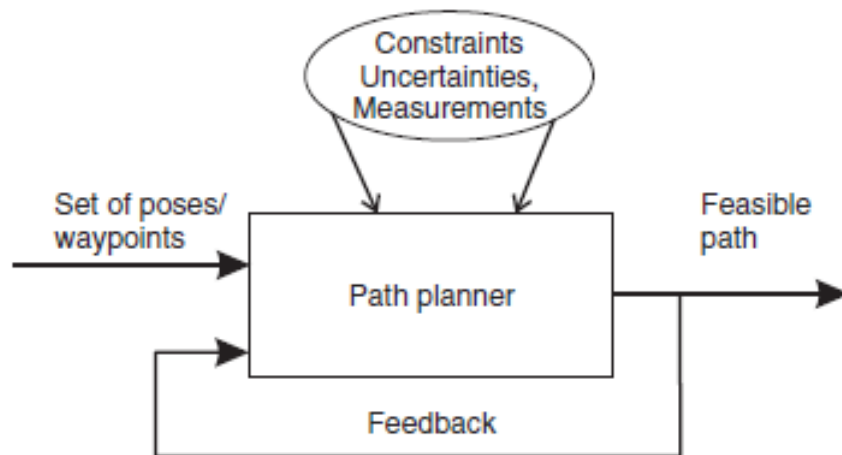 Constraints
Uncertainties,
Measurements
Set of poses/
waypoints
Feasible
path
Path planner
Feedback